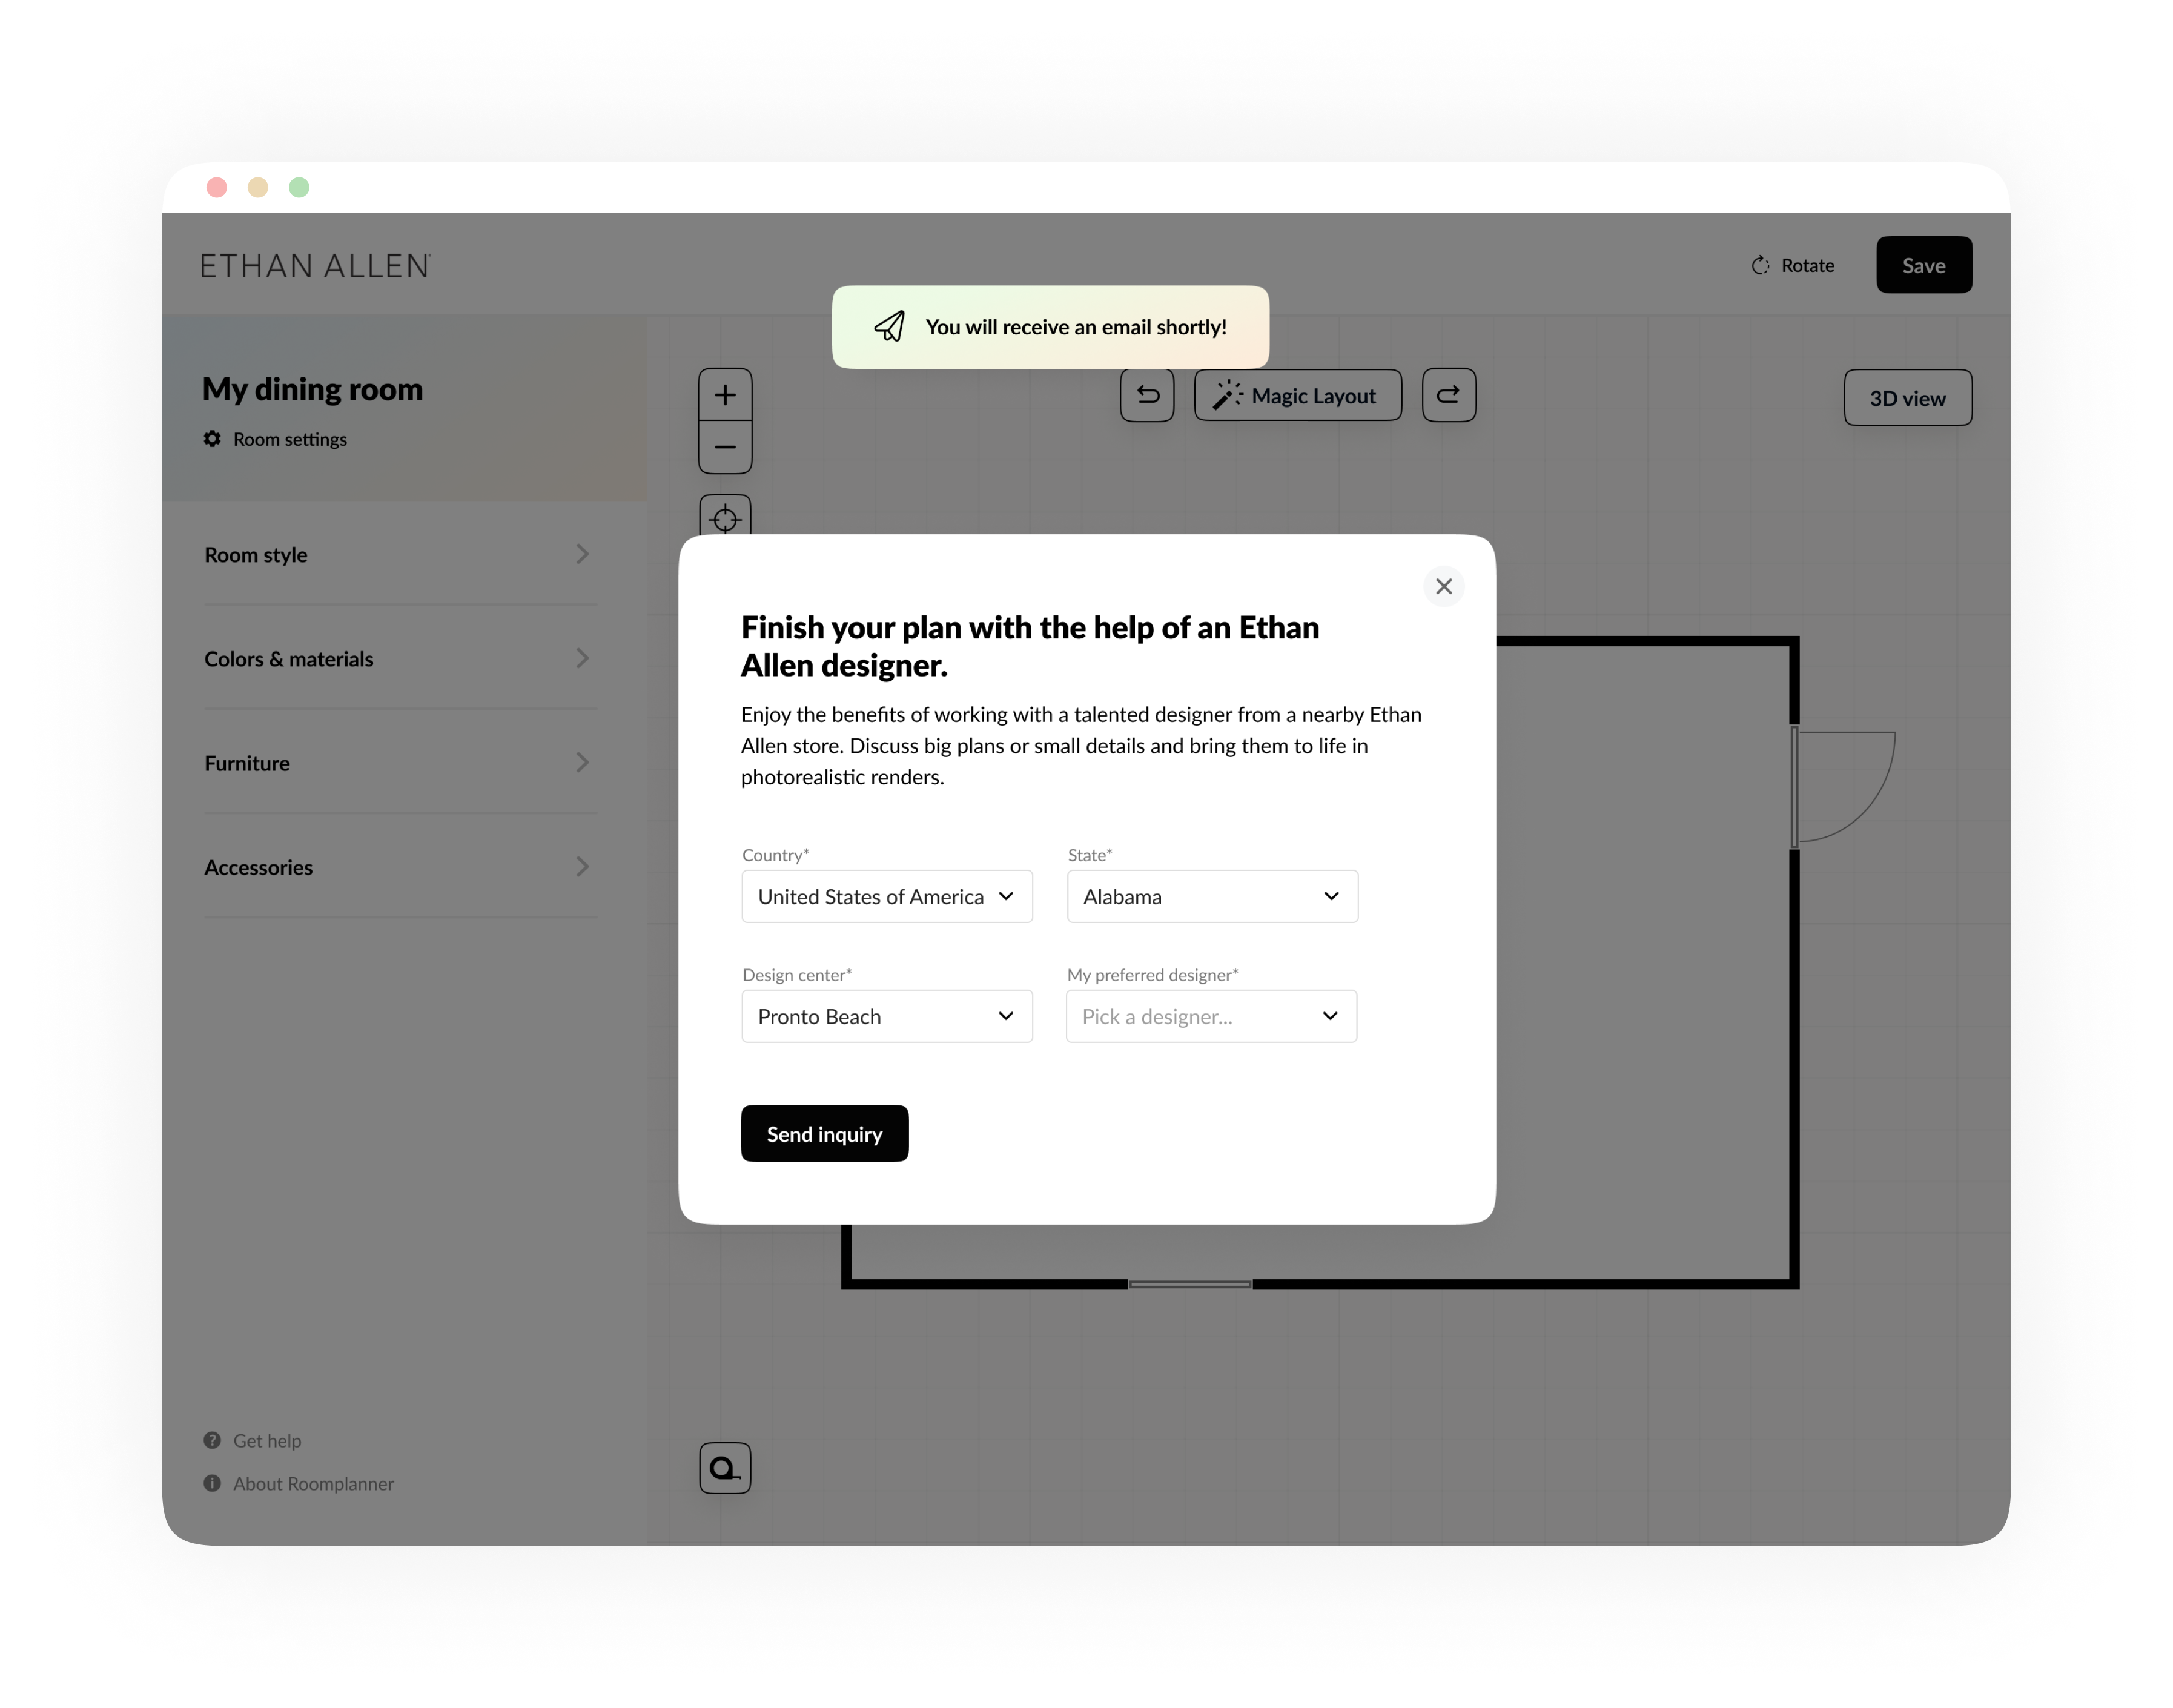 ETHAN ALLEN
Rotate
Save
You will receive an email shortly!
My dining room
Room settings
Magic Layout
3D view
Room style
Colors & materials
Furniture
Accessories
Finish your plan with the help of an Ethan
Allen designer.
Enjoy the benefits of working with a talented designer from a nearby Ethan
Allen store. Discuss big plans or small details and bring them to life in
photorealistic renders.
Country*
State*
United States of America
Alabama
Design center*
My preferred designer*
Pronto Beach
Pick a designer...
Send inquiry
Get help
About Roomplanner